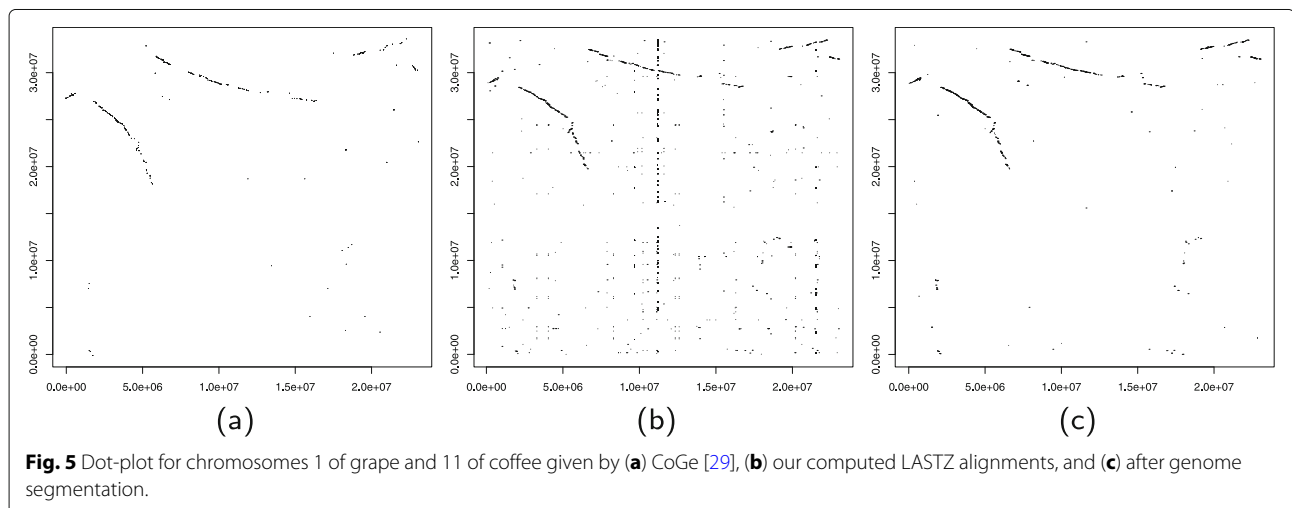 0.0e+00 1.0e+07 2.0e+07 3.0e+07
0.0e+00 5.0e+06 1.0e+07 1.5e+07 2.0e+07
(a)
0.0e+00 1.0e+07 2.0e+07 3.0e+07
0.0e+00 5.0e+06 1.0e+07 1.5e+07 2.0e+07
(b)
0.0e+00 1.0e+07 2.0e+07 3.0e+07
0.0e+00 5.0e+06 1.0e+07 1.5e+07 2.0e+07
(c)
Fig. 5 Dot-plot for chromosomes 1 of grape and 11 of coffee given by (a) CoGe [29], (b) our computed LASTZ alignments, and (c) after genome
segmentation.